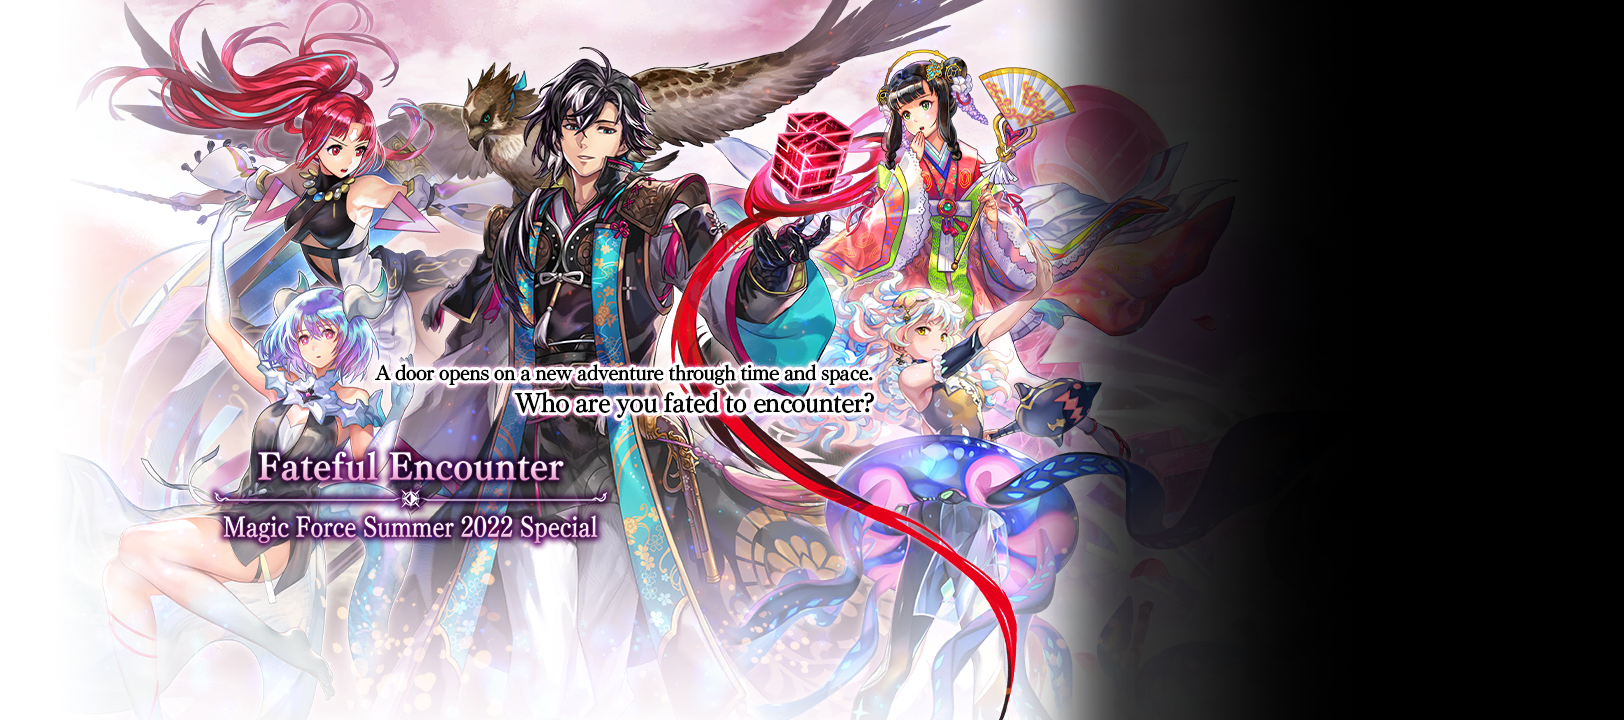 A door opens on a new adventure through time and space.
Who are you fated to encounter?
Fateful Encounter
Magic Force Summer 2022 Special